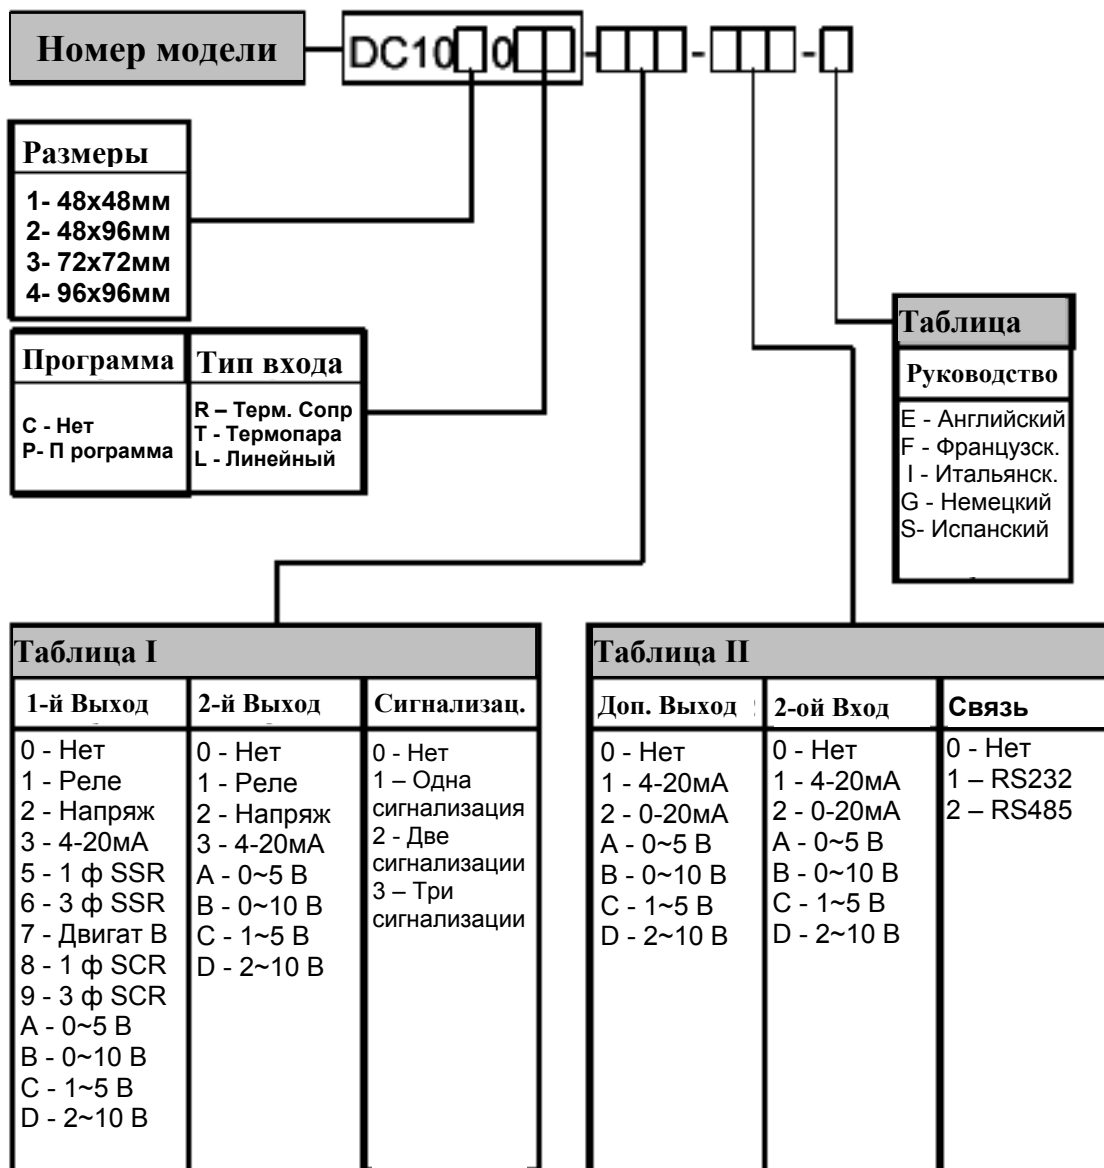 Номер модели
DC10 0 - - -
Размеры
1- 48x48мм
2- 48x96мм
3- 72x72мм
4- 96x96мм
Программа
C - Нет
P- П рограмма
Тип входа
R – Терм. Сопр
T - Термопара
L - Линейный
Таблица
Руководство
E - Английский
F - Французск.
I - Итальянск.
G - Немецкий
S- Испанский
Таблица I
1-й Выход
0 - Нет
1 - Реле
2 - Напряж
3 - 4-20мА
5 - 1 ф SSR
6 - 3 ф SSR
7 - Двигат В
8 - 1 ф SCR
9 - 3 ф SCR
A - 0~5 В
B - 0~10 В
C - 1~5 В
D - 2~10 В
2-й Выход
0 - Нет
1 - Реле
2 - Напряж
3 - 4-20мА
A - 0~5 В
B - 0~10 В
C - 1~5 В
D - 2~10 В
Сигнализац.
0 - Нет
1 – Одна
сигнализация
2 - Две
сигнализации
3 – Три
сигнализации
Таблица II
Доп. Выход
0 - Нет
1 - 4-20мА
2 - 0-20мА
A - 0~5 В
B - 0~10 В
C - 1~5 В
D - 2~10 В
2-ой Вход
0 - Нет
1 - 4-20мА
2 - 0-20мА
A - 0~5 В
B - 0~10 В
C - 1~5 В
D - 2~10 В
Связь
0 - Нет
1 – RS232
2 – RS485